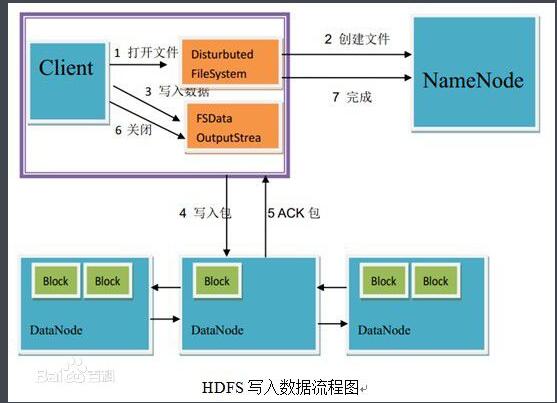 1 打开文件
2 创建文件
Client
Disturbuted
FileSystem
NameNode
3 写入数据
7 完成
6 关闭
FSData
OutputStrea
4 写入包
5 ACK 包
Block
Block
Block
Block
Block
DataNode
DataNode
DataNode
Baidu百科
HDFS 写入数据流程图